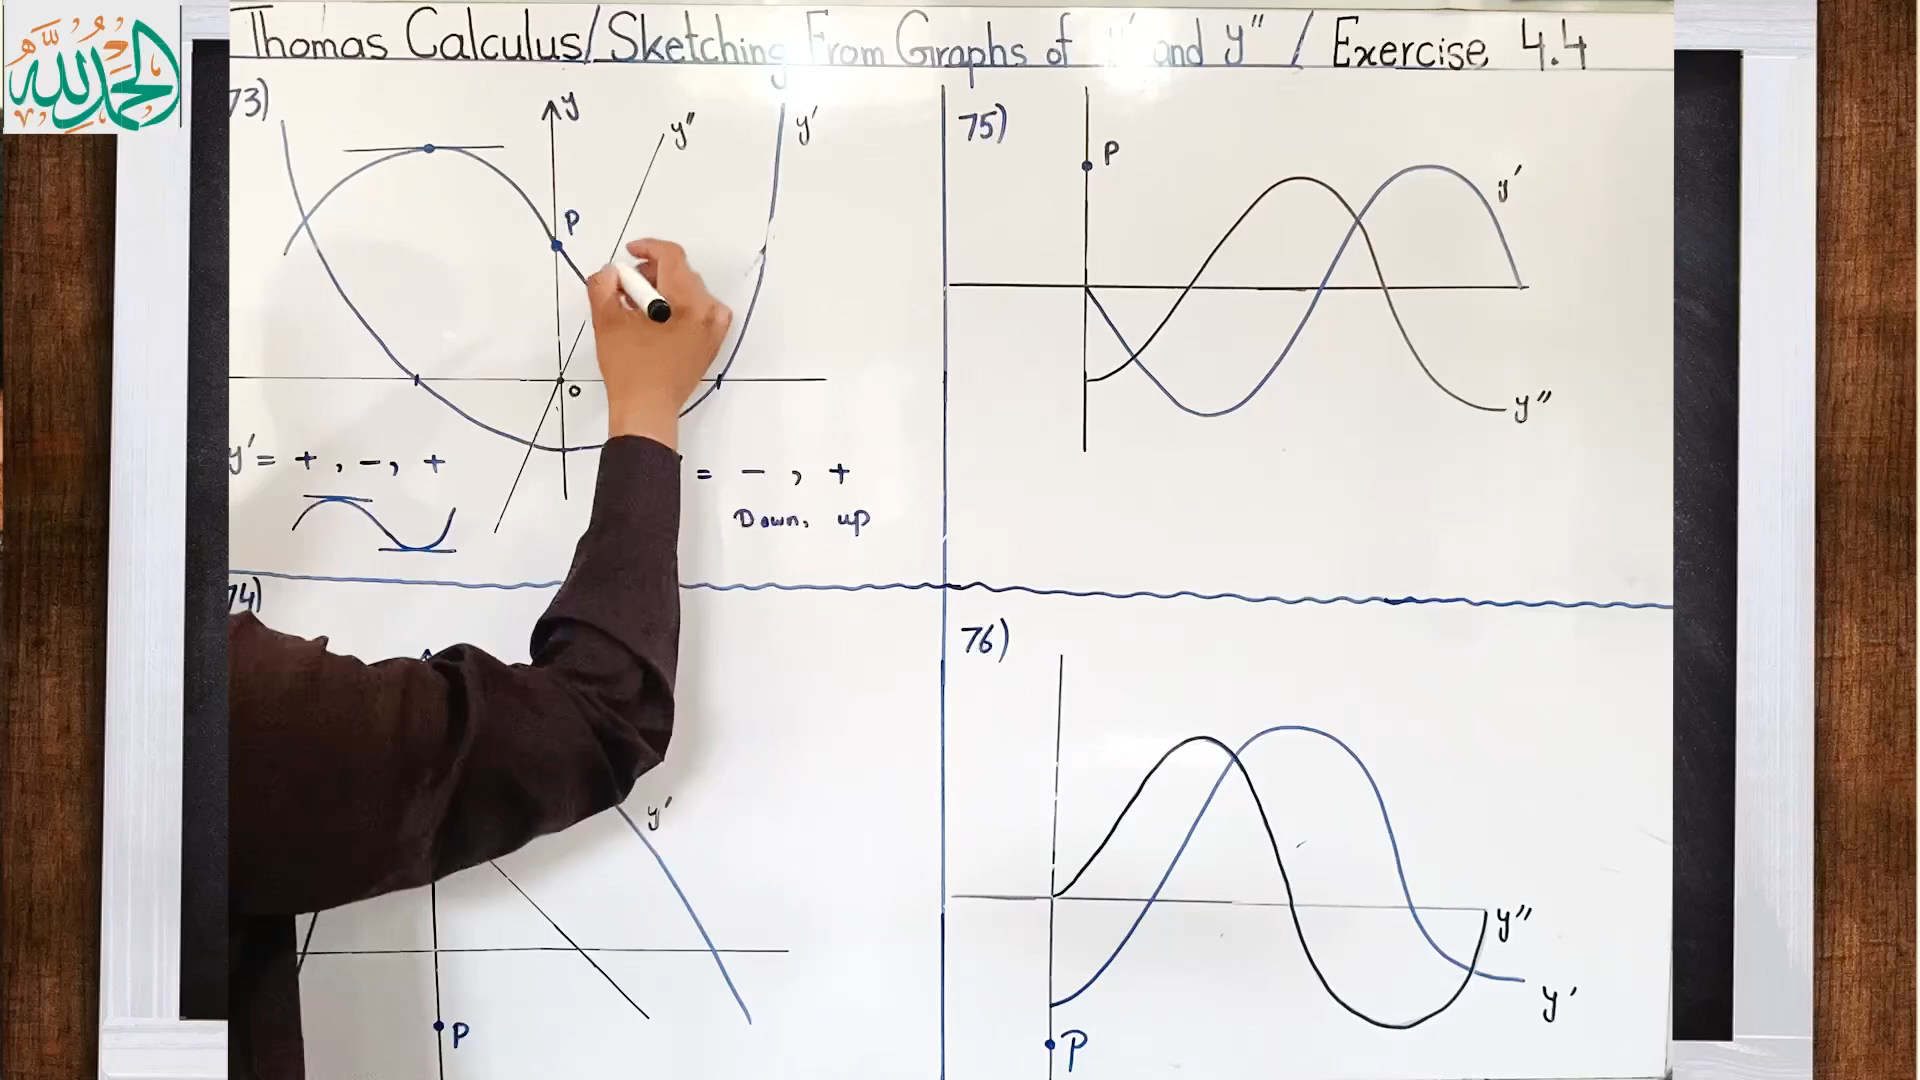 الحمد لله
Thomas Calculus/Sketching From Graphs of y' and y" / Exercise 4.4
73)
y
y"
y'
P
o
y' = + , - , +
= - , +
Down, up
74)
y'
P
75)
P
y'
y"
76)
y"
y'
P